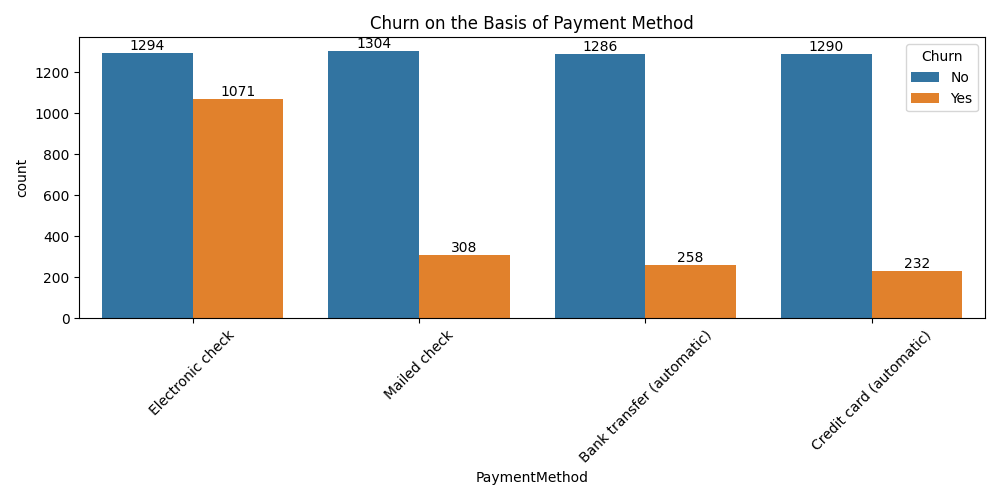 Churn on the Basis of Payment Method
1294
1071
1304
308
1286
258
1290
232
Churn
No
Yes
1200
1000
800
600
400
200
0
count
Electronic check
Mailed check
Bank transfer (automatic)
Credit card (automatic)
PaymentMethod